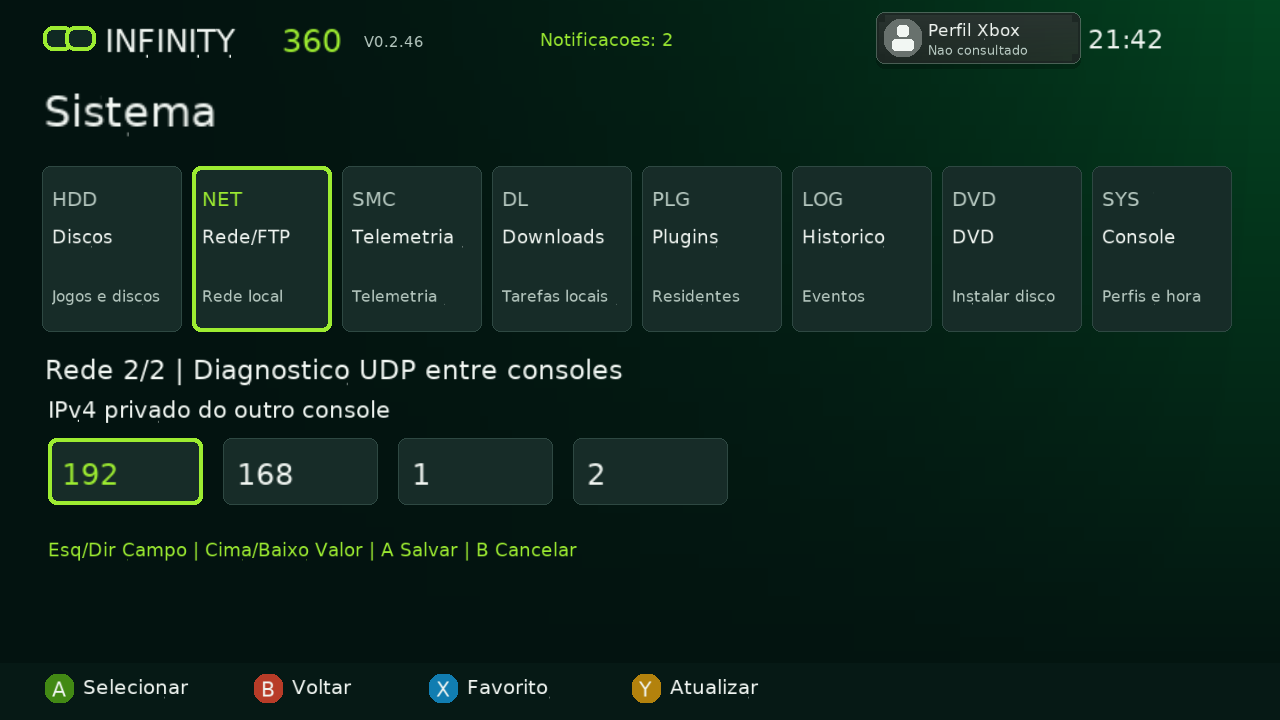 INFINITY 360 V0.2.46 Notificacoes: 2 Perfil Xbox 21:42
Nao consultado
Sistema
HDD NET SMC DL PLG LOG DVD SYS
Discos Rede/FTP Telemetria Downloads Plugins Historico DVD Console
Jogos e discos Rede local Telemetria Tarefas locais Residentes Eventos Instalar disco Perfis e hora
Rede 2/2 | Diagnostico UDP entre consoles
IPv4 privado do outro console
192 168 1 2
Esq/Dir Campo | Cima/Baixo Valor | A Salvar | B Cancelar
A Selecionar B Voltar X Favorito Y Atualizar